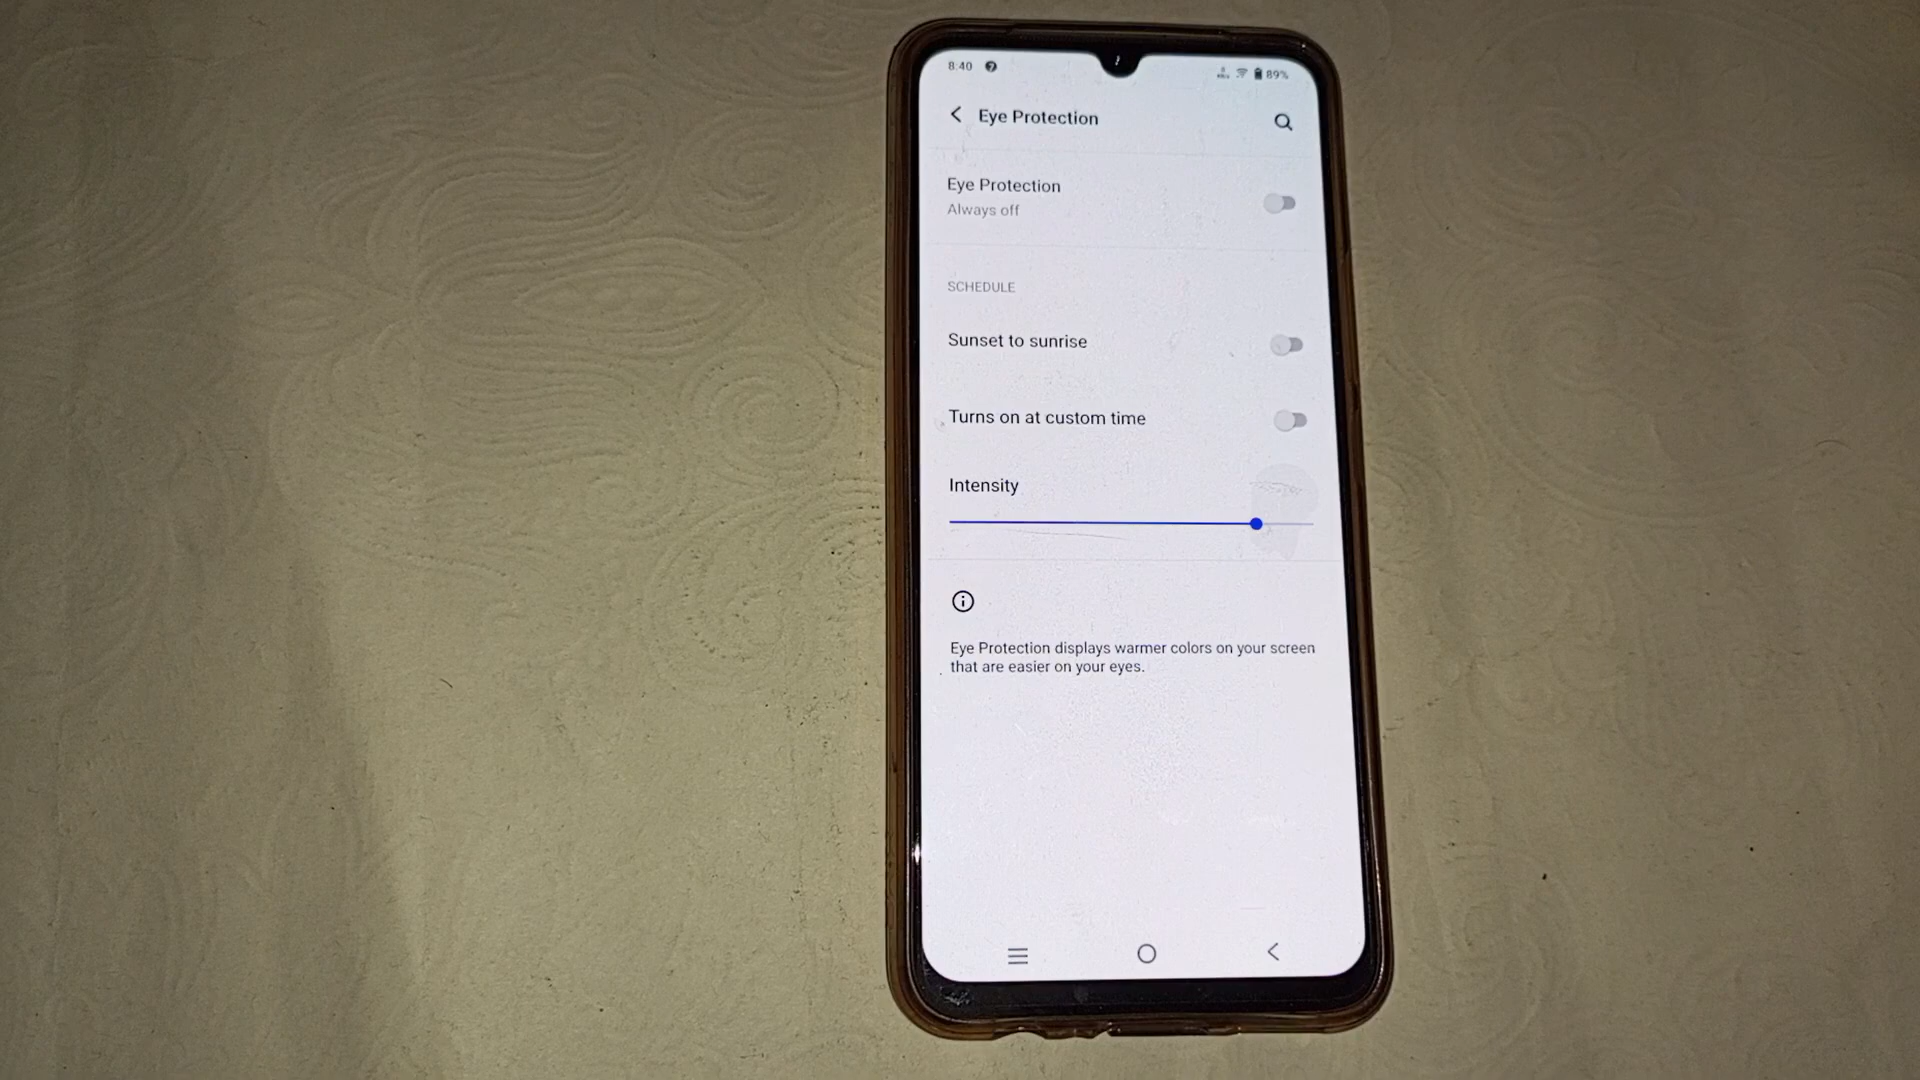 8:40
89%
Eye Protection
Eye Protection
Always off
SCHEDULE
Sunset to sunrise
Turns on at custom time
Intensity
Eye Protection displays warmer colors on your screen
that are easier on your eyes.